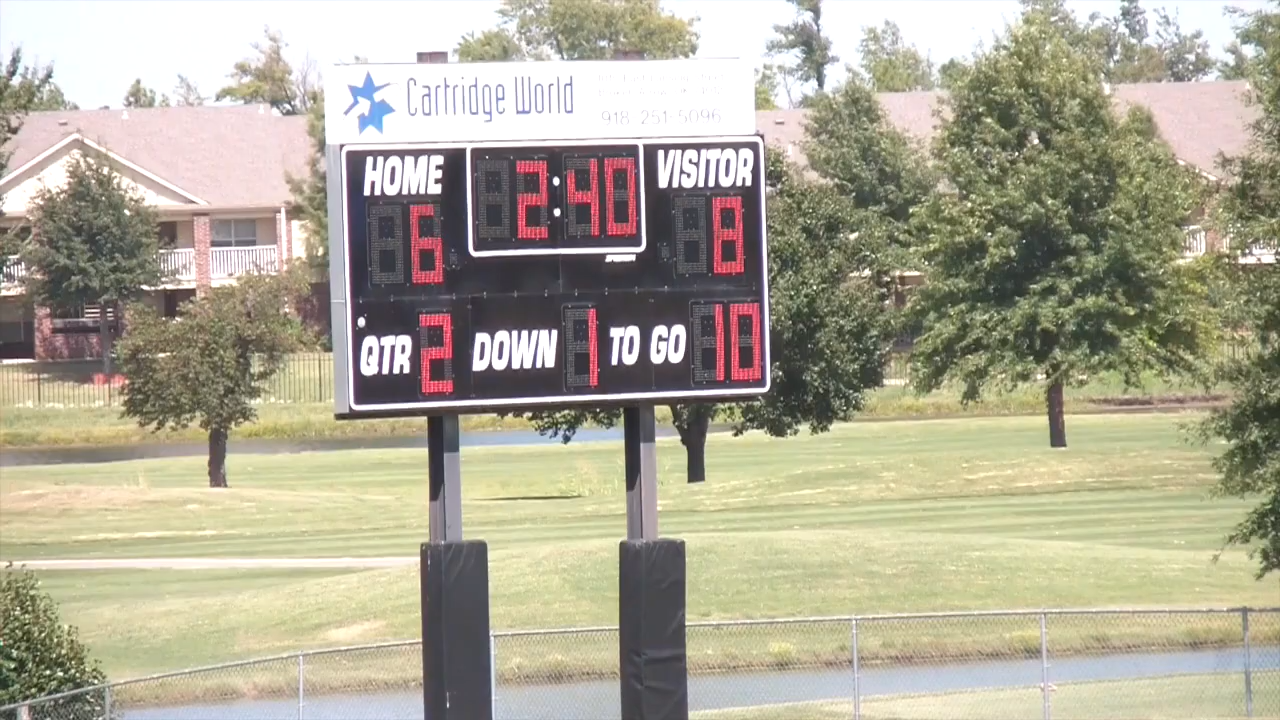 Cartridge World
918 251-5096
HOME 2:40 VISITOR
6 8
QTR 2 DOWN 1 TO GO 10